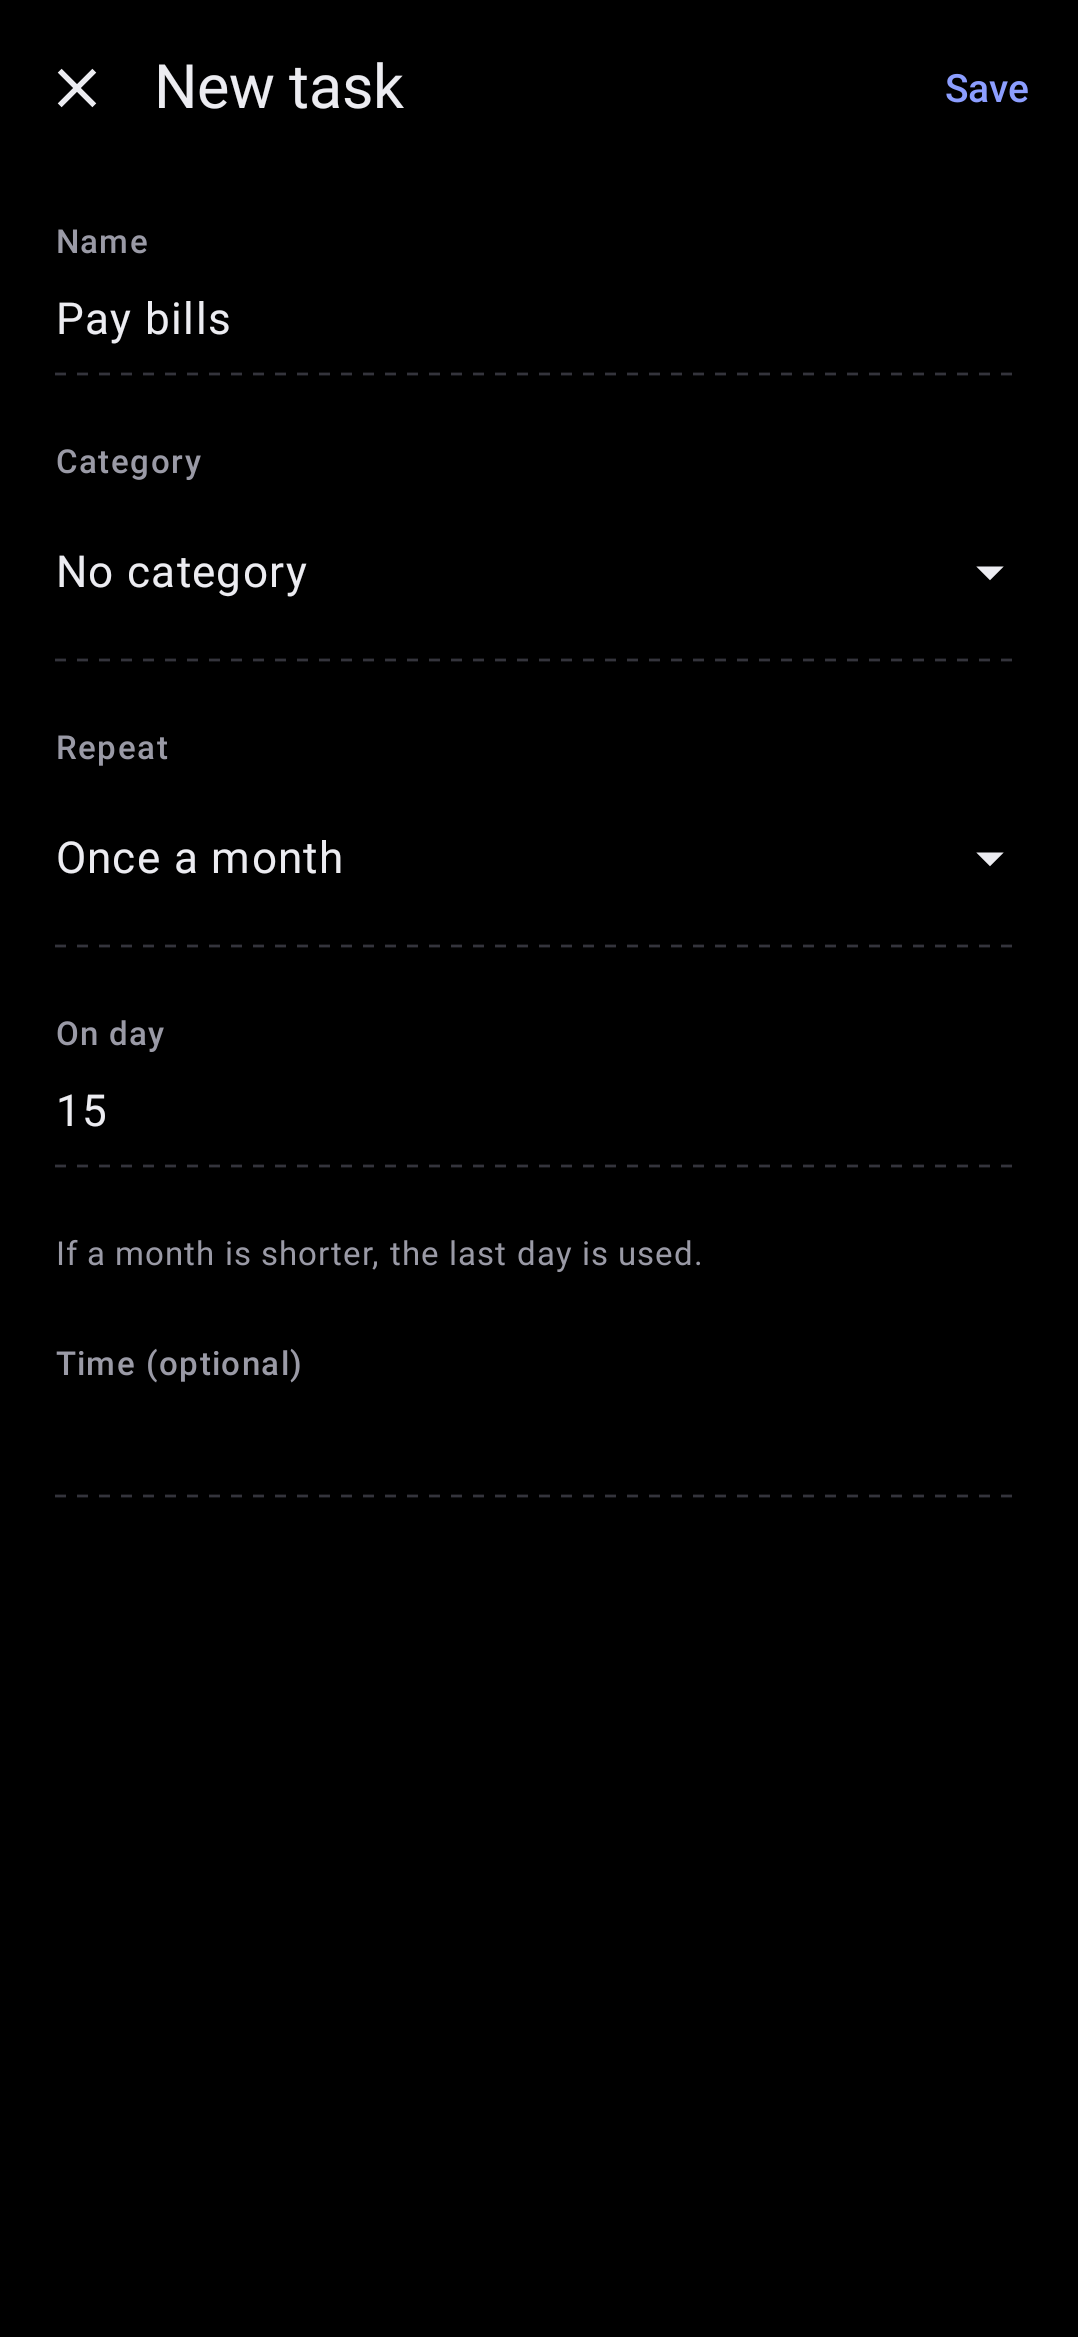 New task
Save
Name
Pay bills
Category
No category
Repeat
Once a month
On day
15
If a month is shorter, the last day is used.
Time (optional)